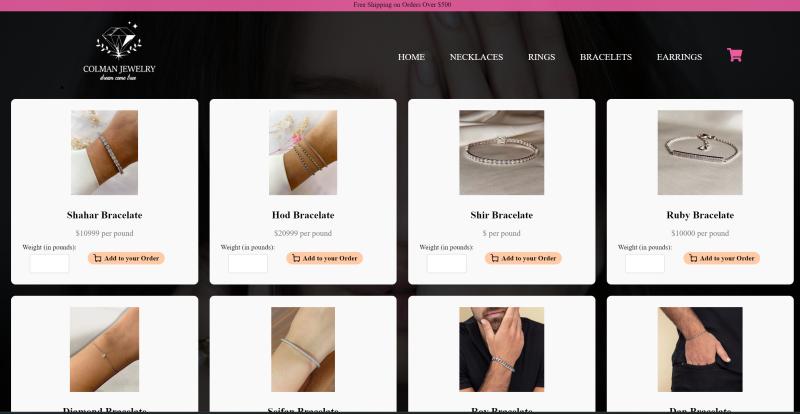 Free Shipping on Orders Over $500
COLMAN JEWELRY
dream come true
HOME NECKLACES RINGS BRACELETS EARRINGS
Shahar Bracelate
$10999 per pound
Weight (in pounds):
Add to your Order
Hod Bracelate
$20999 per pound
Weight (in pounds):
Add to your Order
Shir Bracelate
$ per pound
Weight (in pounds):
Add to your Order
Ruby Bracelate
$10000 per pound
Weight (in pounds):
Add to your Order
Diamond Bracelate
Bracelate
Roy Bracelate
Dan Bracelate